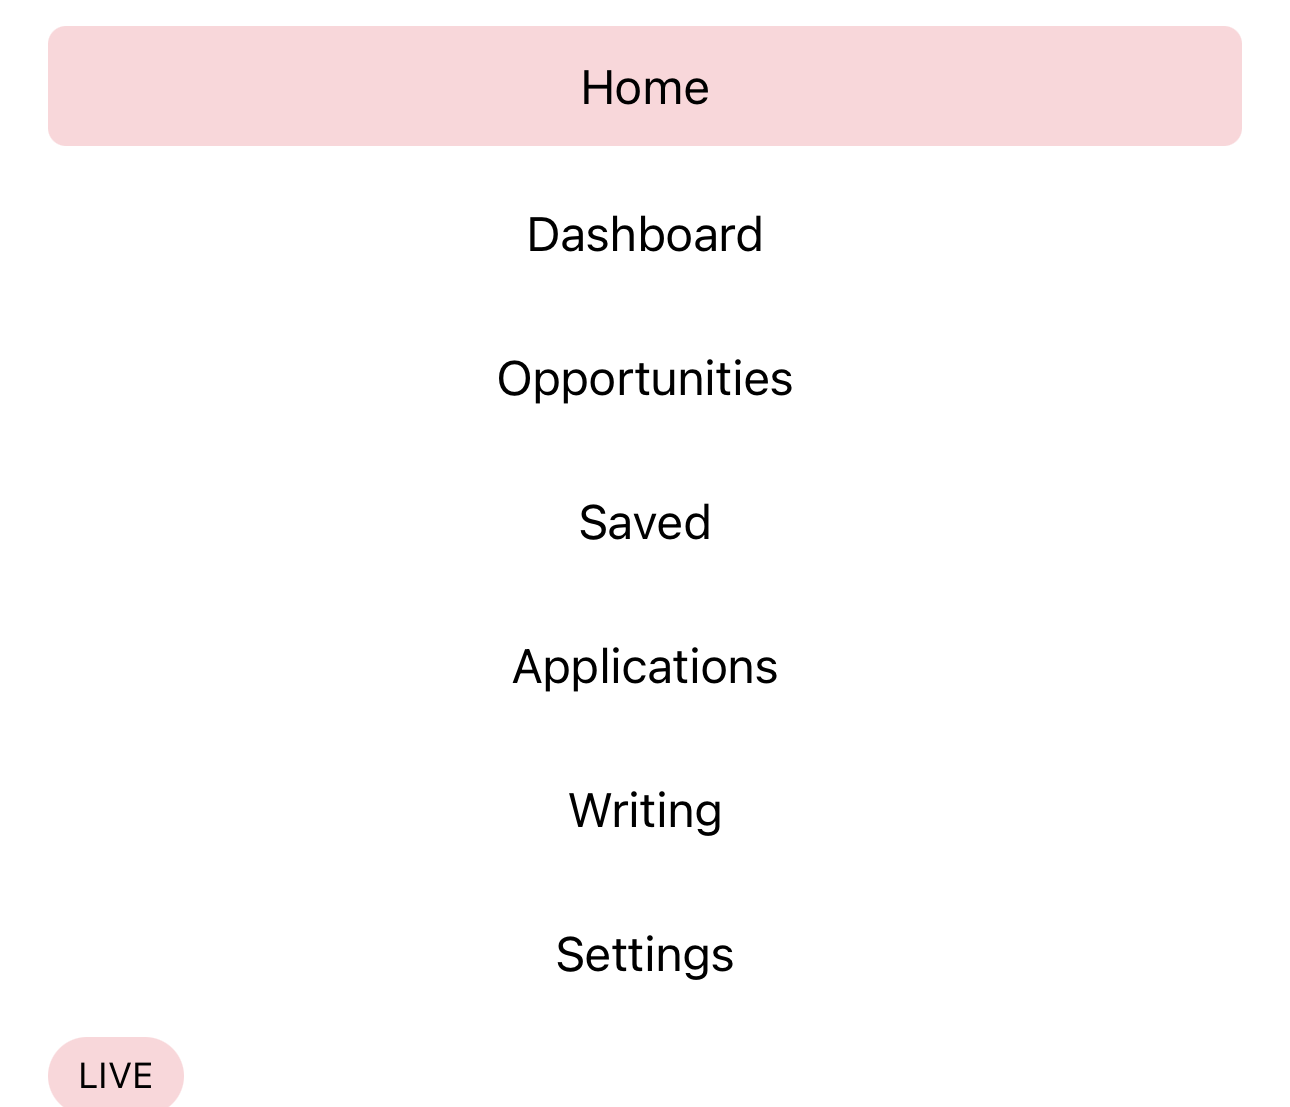 Home
Dashboard
Opportunities
Saved
Applications
Writing
Settings
LIVE